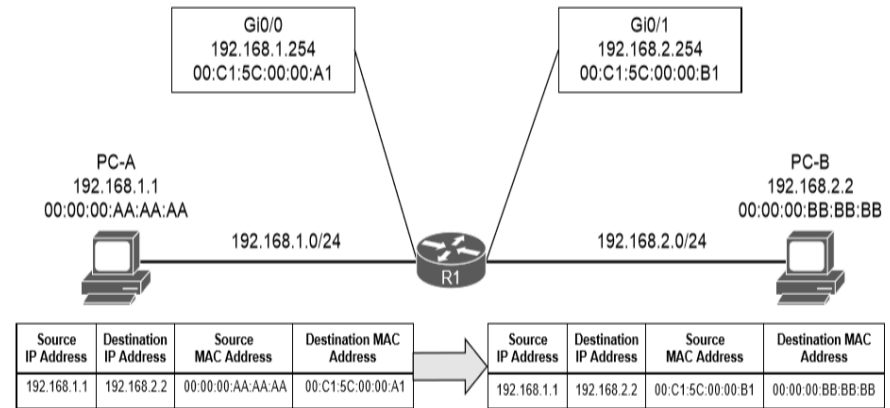 Gi0/0
192.168.1.254
00:C1:5C:00:00:A1
Gi0/1
192.168.2.254
00:C1:5C:00:00:B1
PC-A
192.168.1.1
00:00:00:AA:AA:AA
PC-B
192.168.2.2
00:00:00:BB:BB:BB
192.168.1.0/24
192.168.2.0/24
R1
Source IP Address Destination IP Address Source MAC Address Destination MAC Address
192.168.1.1 192.168.2.2 00:00:00:AA:AA:AA 00:C1:5C:00:00:A1
Source IP Address Destination IP Address Source MAC Address Destination MAC Address
192.168.1.1 192.168.2.2 00:C1:5C:00:00:B1 00:00:00:BB:BB:BB